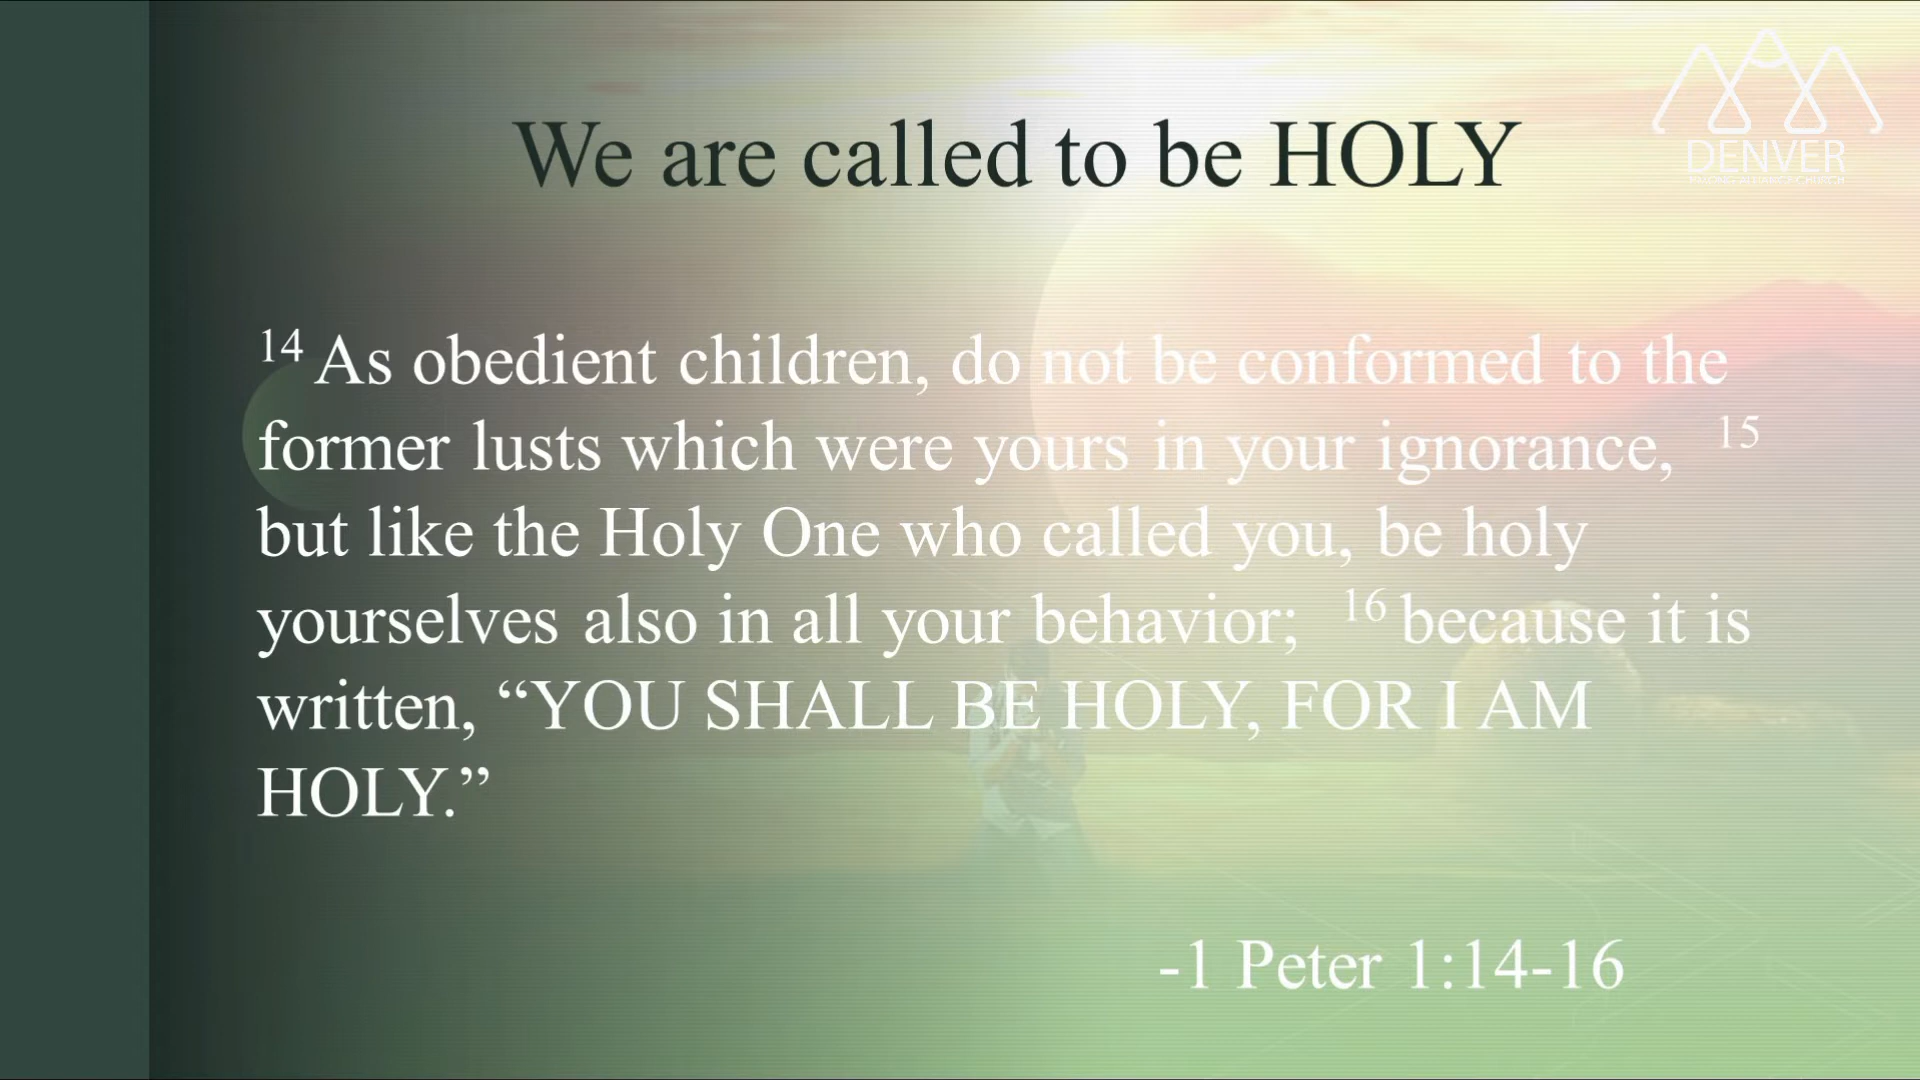 We are called to be HOLY
DENVER
HMONG ALLIANCE CHURCH
14 As obedient children, do not be conformed to the
former lusts which were yours in your ignorance, 15
but like the Holy One who called you, be holy
yourselves also in all your behavior; 16 because it is
written, “YOU SHALL BE HOLY, FOR I AM
HOLY.”
-1 Peter 1:14-16